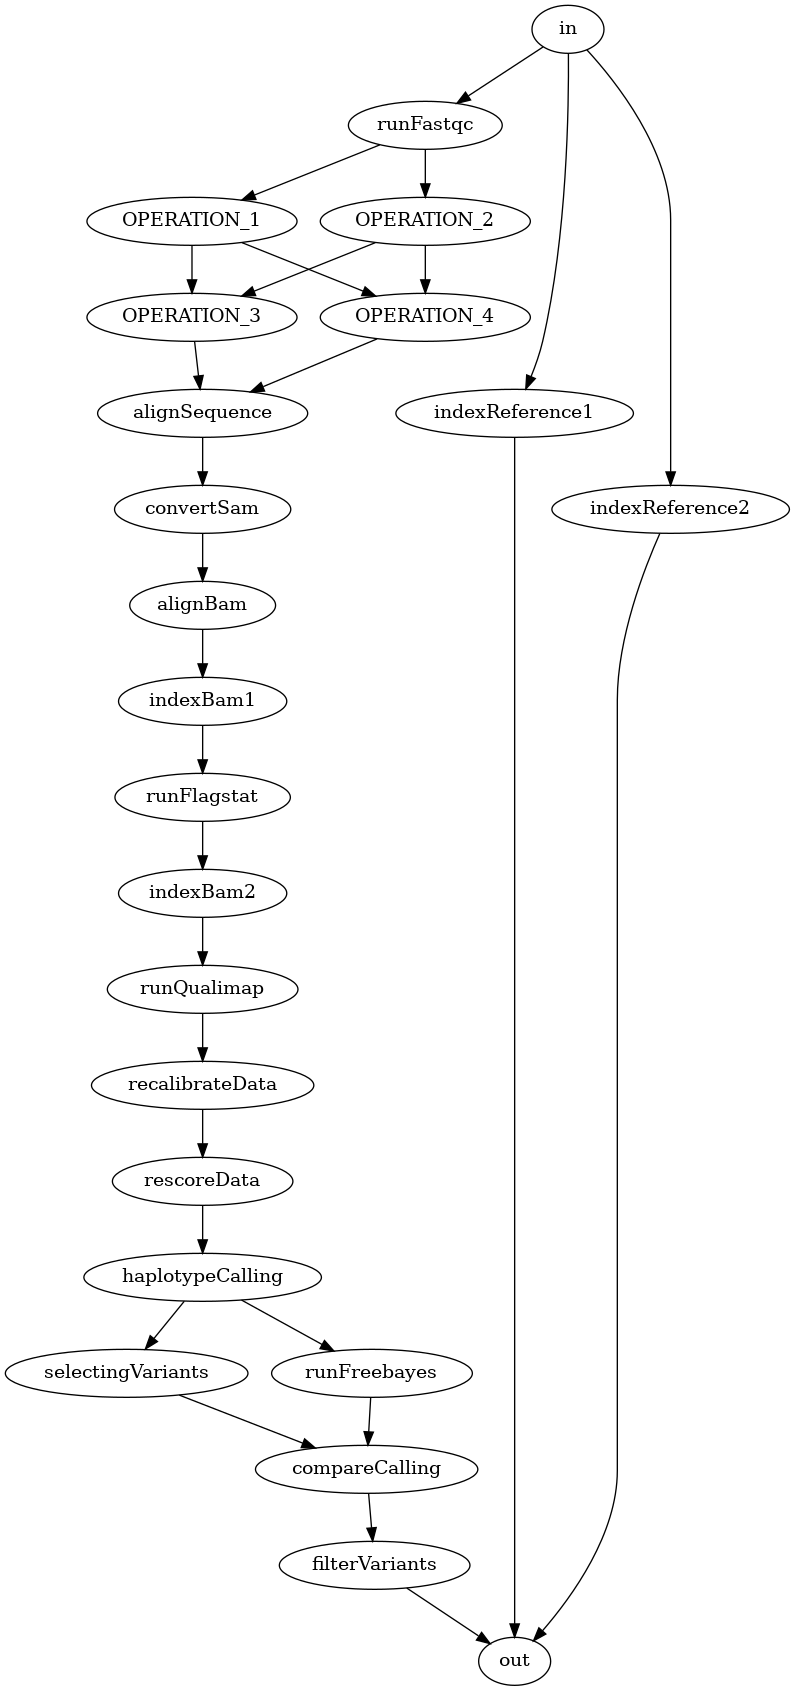 in
runFastqc
OPERATION_1 OPERATION_2
OPERATION_3 OPERATION_4
alignSequence indexReference1
convertSam indexReference2
alignBam
indexBam1
runFlagstat
indexBam2
runQualimap
recalibrateData
rescoreData
haplotypeCalling
selectingVariants runFreebayes
compareCalling
filterVariants
out